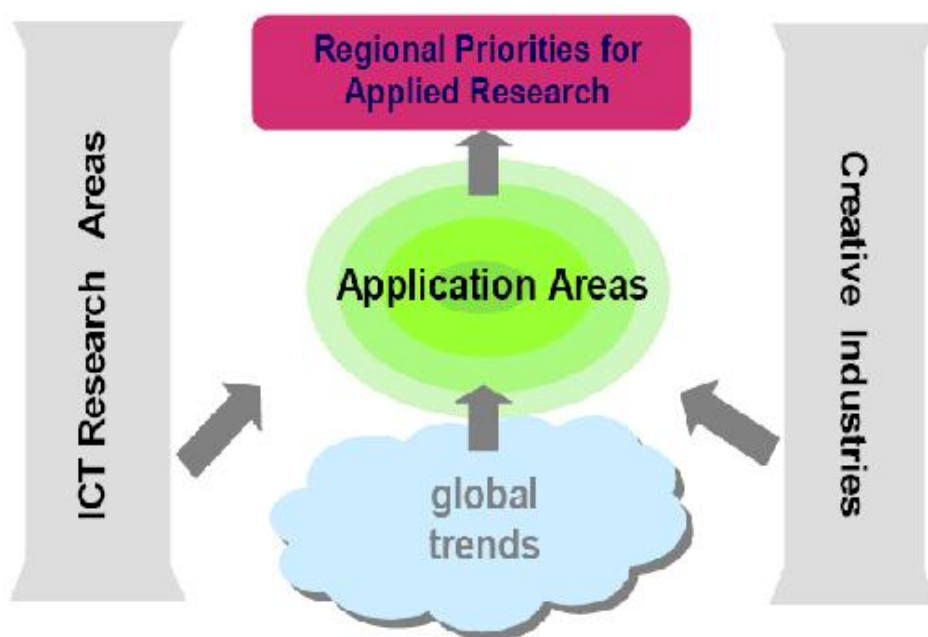 Regional Priorities for
Applied Research
ICT Research Areas
Application Areas
Creative Industries
global
trends